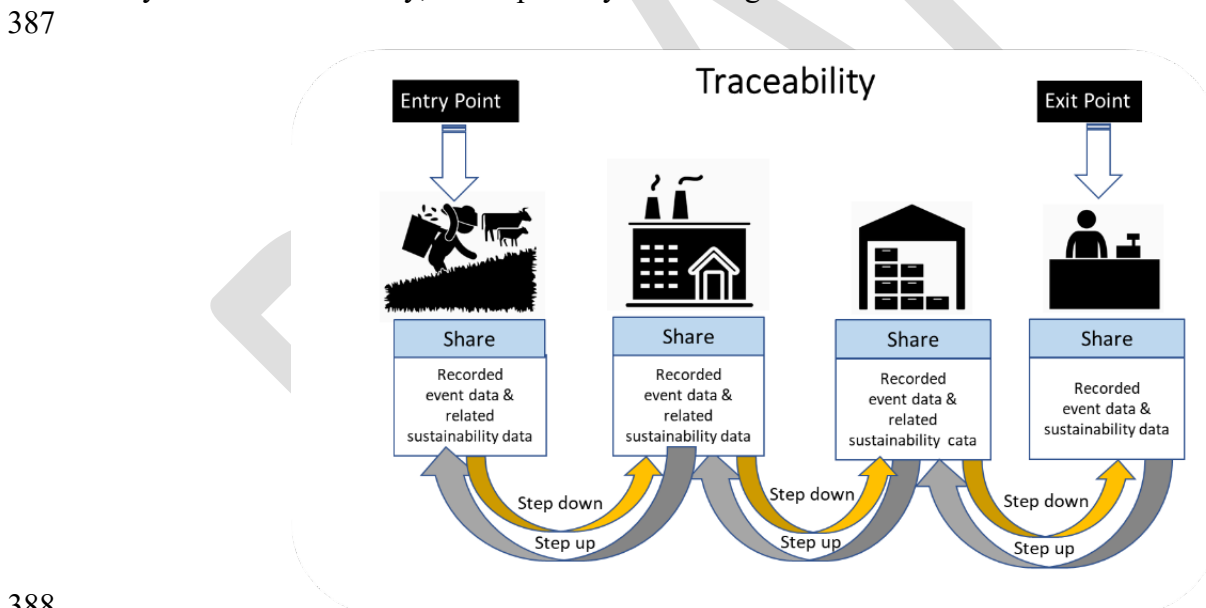 387
Traceability
Entry Point
Exit Point
Share
Recorded
event data &
related
sustainability data
Share
Recorded
event data &
related
sustainability data
Share
Recorded
event data &
related
sustainability cata
Share
Recorded
event data &
sustainability data
Step down
Step up
Step down
Step up
Step down
Step up
388